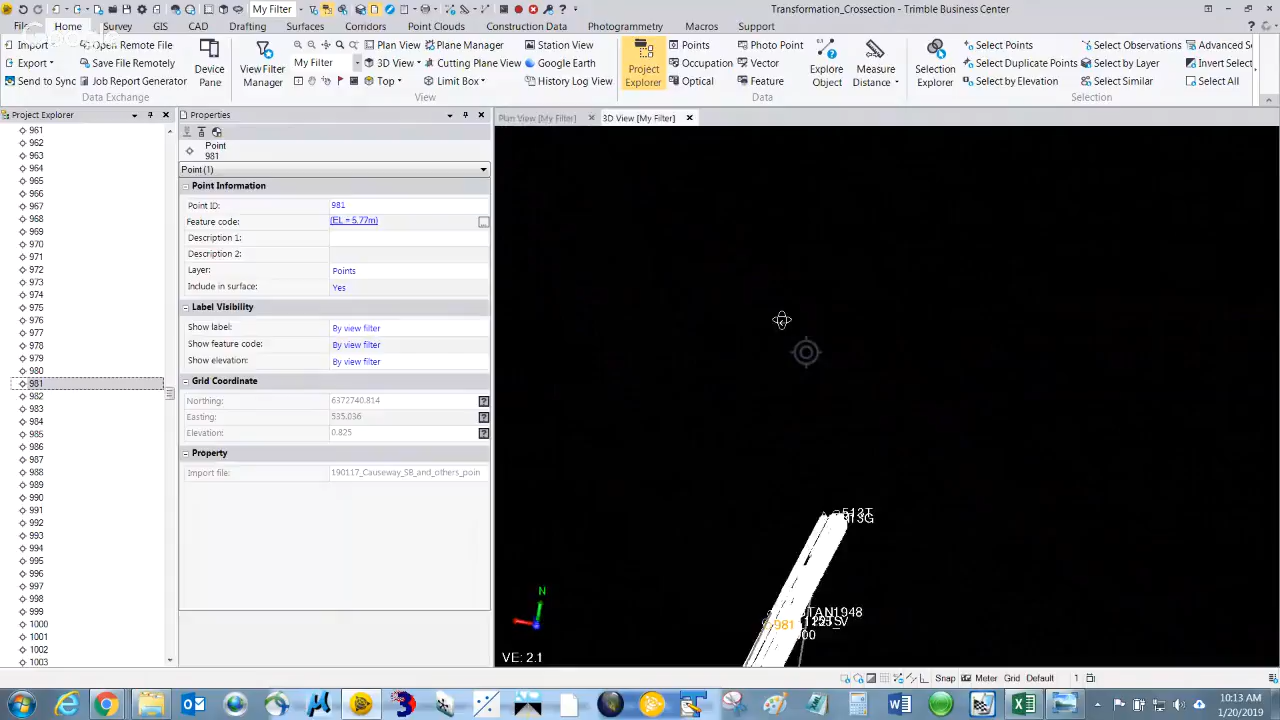 My Filter
Transformation_Crossection - Trimble Business Center
Home Survey GIS CAD Drafting Surfaces Corridors Point Clouds Photogrammetry Macros Support
Import Open Remote File Plan View Plane Manager Station View Points Photo Point Select Points Select Observations Advanced S
Export Save File Remotely My Filter 3D View Cutting Plane View Google Earth Occupation Vector Select Duplicate Points Select by Layer Invert Select
Send to Sync Job Report Generator Top Limit Box History Log View Optical Feature Select by Elevation Select Similar Select All
Device Pane View Filter Manager Project Explorer Explore Object Measure Distance Selection Explorer
Data Exchange View Data Selection
Project Explorer
961
962
963
964
965
966
967
968
969
970
971
972
973
974
975
976
977
978
979
980
981
982
983
984
985
986
987
988
989
990
991
992
993
994
995
996
997
998
999
1000
1001
1002
1003
Properties
Point
981
Point (1)
Point Information
Point ID: 981
Feature code: (EL = 5.77m)
Description 1:
Description 2:
Layer: Points
Include in surface: Yes
Label Visibility
Show label: By view filter
Show feature code: By view filter
Show elevation: By view filter
Grid Coordinate
Northing: 6372740.814
Easting: 535.036
Elevation: 0.825
Property
Import file: 190117_Causeway_SB_and_others_poin
Plan View [My Filter] 3D View [My Filter]
513T
TAN1948
981
N
VE: 2.1
Snap Meter Grid Default 1
10:13 AM
1/20/2019